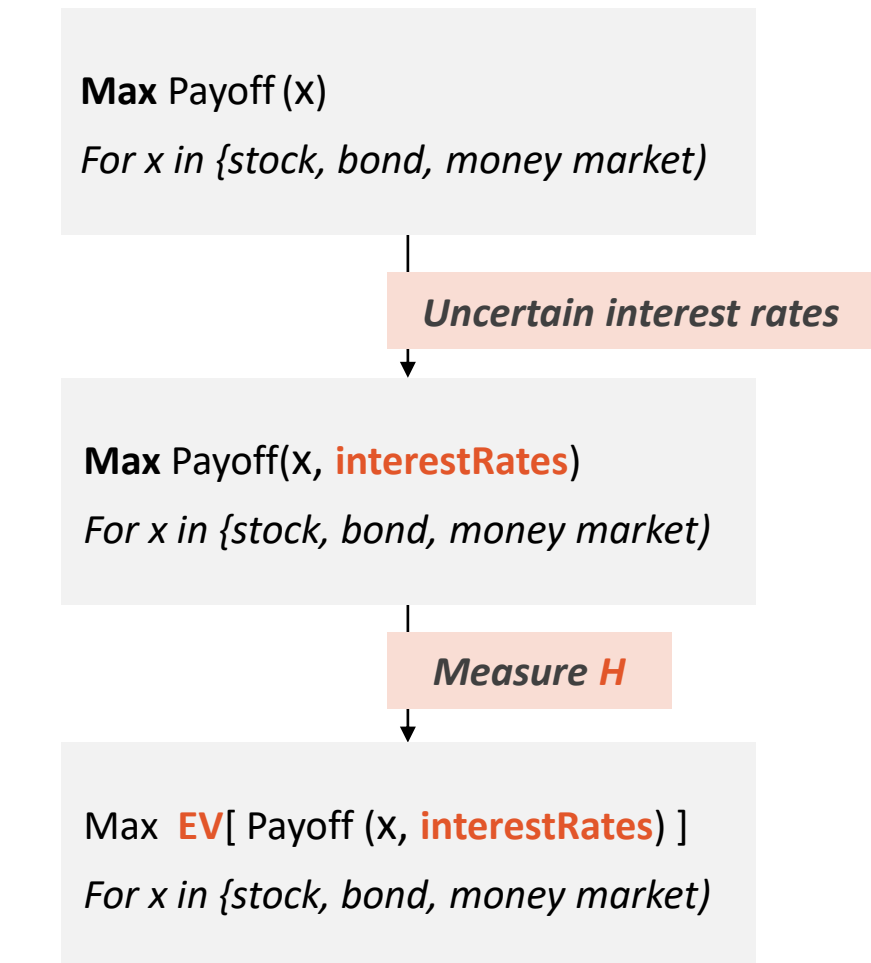 Max Payoff (x)
For x in {stock, bond, money market)
Uncertain interest rates
Max Payoff(x, interestRates)
For x in {stock, bond, money market)
Measure H
Max EV[ Payoff (x, interestRates) ]
For x in {stock, bond, money market)